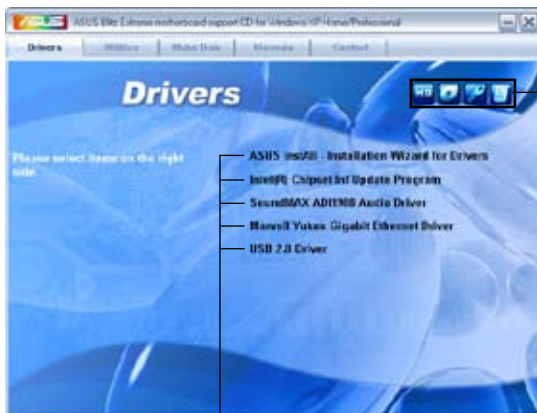 ASUS Blitz Extreme motherboard support CD for Windows XP Home/Professional
Drivers Utilities Make Disk Manuals Contact
Drivers
Please select items on the right side.
ASUS InstAll - Installation Wizard for Drivers
Intel(R) Chipset Inf Update Program
SoundMAX ADI1988 Audio Driver
Marvell Yukon Gigabit Ethernet Driver
USB 2.0 Driver